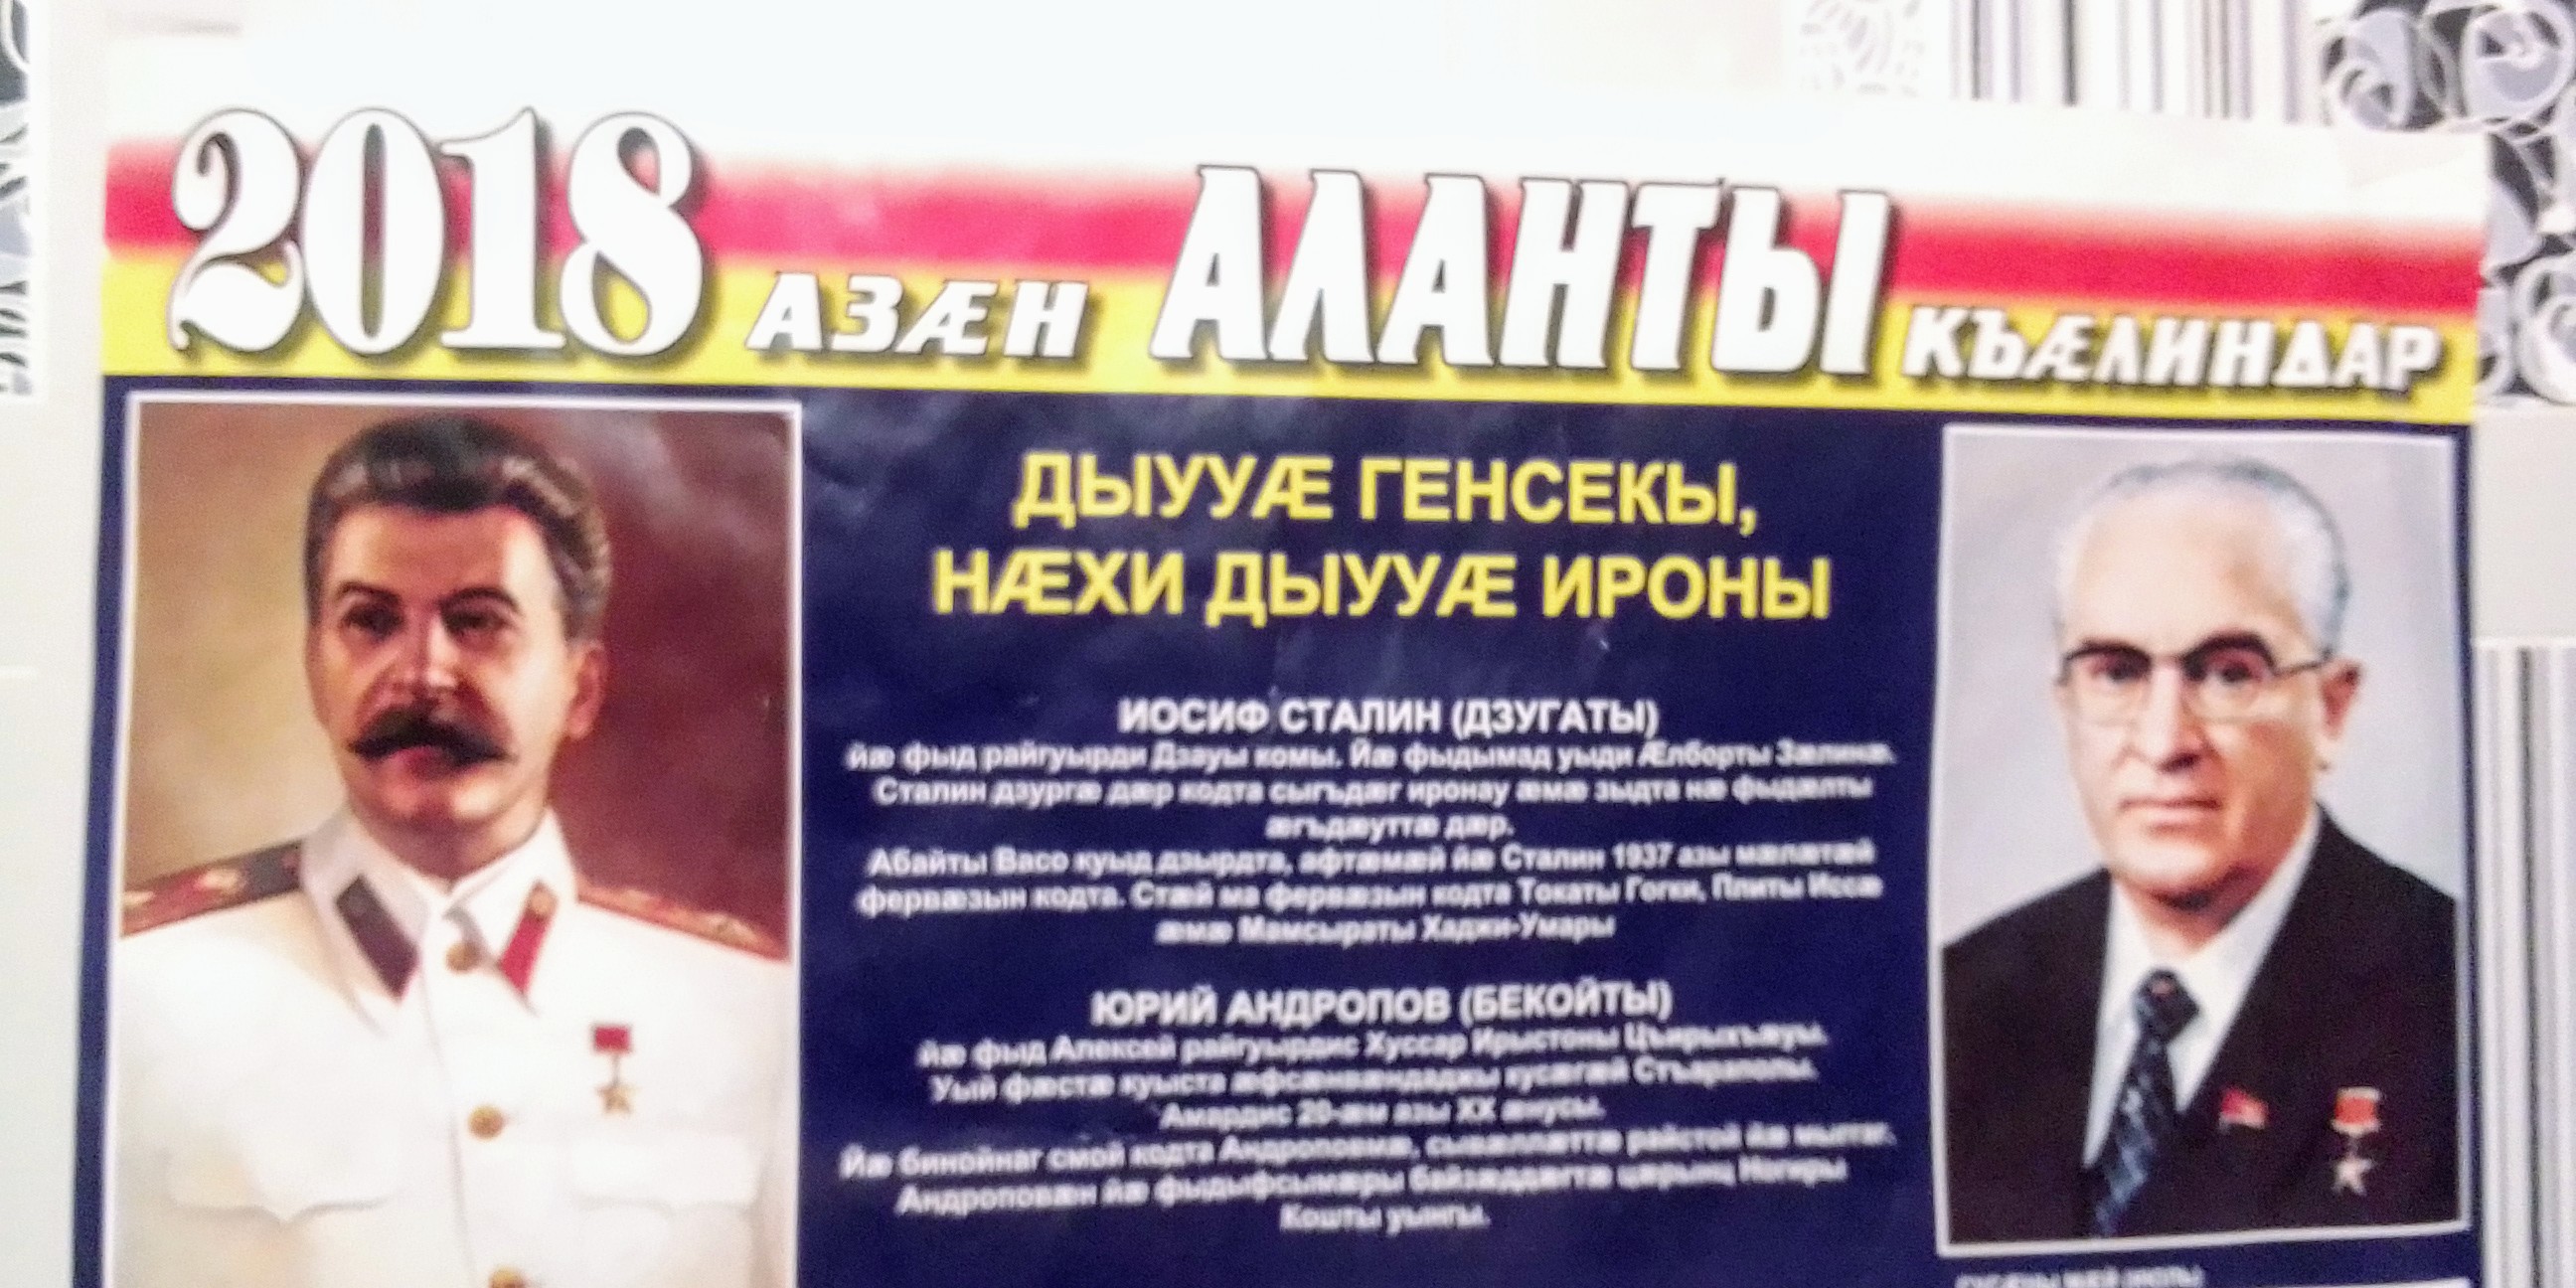 2018 АЗÆН АЛАНТЫ КЪÆЛИНДАР
ДЫУУÆ ГЕНСЕКЫ,
НÆХИ ДЫУУÆ ИРОНЫ
ИОСИФ СТАЛИН (ДЗУГАТЫ)
йæ фыд райгуырди Дзауы комы. Йæ фыдымад уыди Æлборты Зæлинæ.
Сталин дзургæ дæр кодта сыгъдæг иронау æмæ зыдта нæ фыдæлты
æгъдæуттæ дæр.
Абайты Васо куыд дзырдта, афтæмæй йæ Сталин 1937 азы мæлæтæй
фервæзын кодта. Стæй ма фервæзын кодта Токаты Гогки, Плиты Иссæ
æмæ Мамсыраты Хаджи-Умары
ЮРИЙ АНДРОПОВ (БЕКОЙТЫ)
йæ фыд Алексей райгуырдис Хуссар Ирыстоны Цъирыхъæуы.
Уый фæстæ куыста æфсæнвæндаджы кусæгæй Стъараполы.
Амардис 20-æм азы XX æнусы.
Йæ бинойнаг смой кодта Андроповмæ, сывæллæттæ райстой йæ мыггаг.
Андроповæн йæ фыдыфсымæры байзæддæгтæ цæрынц Ногиры
Кошты уынгы.